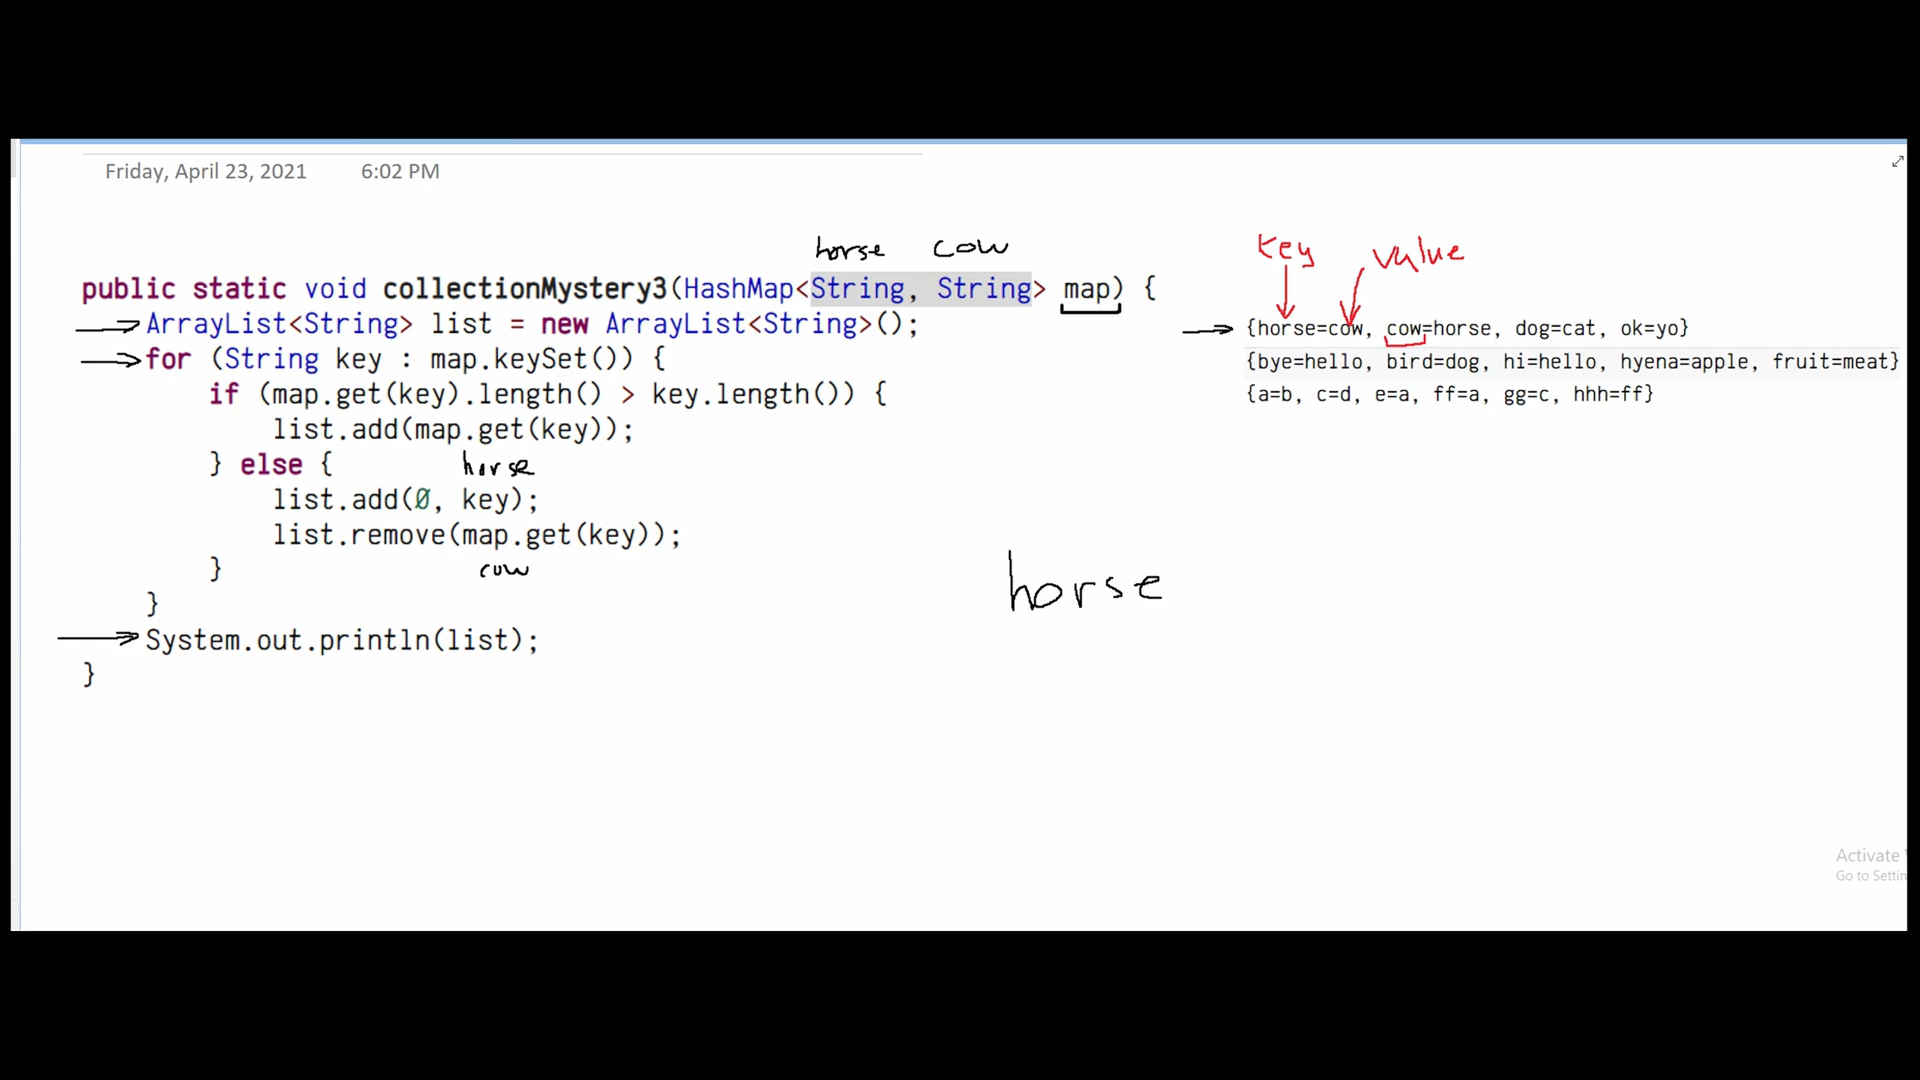 Friday, April 23, 2021 6:02 PM
horse cow
public static void collectionMystery3(HashMap<String, String> map) {
ArrayList<String> list = new ArrayList<String>();
for (String key : map.keySet()) {
if (map.get(key).length() > key.length()) {
list.add(map.get(key));
} else {
horse
list.add(0, key);
list.remove(map.get(key));
}
cow
}
System.out.println(list);
}
horse
key value
{horse=cow, cow=horse, dog=cat, ok=yo}
{bye=hello, bird=dog, hi=hello, hyena=apple, fruit=meat}
{a=b, c=d, e=a, ff=a, gg=c, hhh=ff}
Activate
Go to Settin